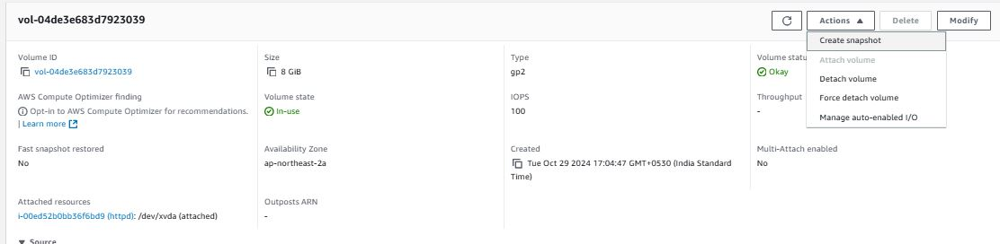 vol-04de3e683d7923039
Actions ▲
Delete
Modify
Create snapshot
Attach volume
Detach volume
Force detach volume
Manage auto-enabled I/O
Volume ID
vol-04de3e683d7923039
Size
8 GiB
Type
gp2
Volume statu
Okay
AWS Compute Optimizer finding
Opt-in to AWS Compute Optimizer for recommendations.
| Learn more
Volume state
In-use
IOPS
100
Throughput
-
Fast snapshot restored
No
Availability Zone
ap-northeast-2a
Created
Tue Oct 29 2024 17:04:47 GMT+0530 (India Standard
Time)
Multi-Attach enabled
No
Attached resources
i-00ed52b0bb36f6bd9 (httpd): /dev/xvda (attached)
Outposts ARN
-
▼ Source